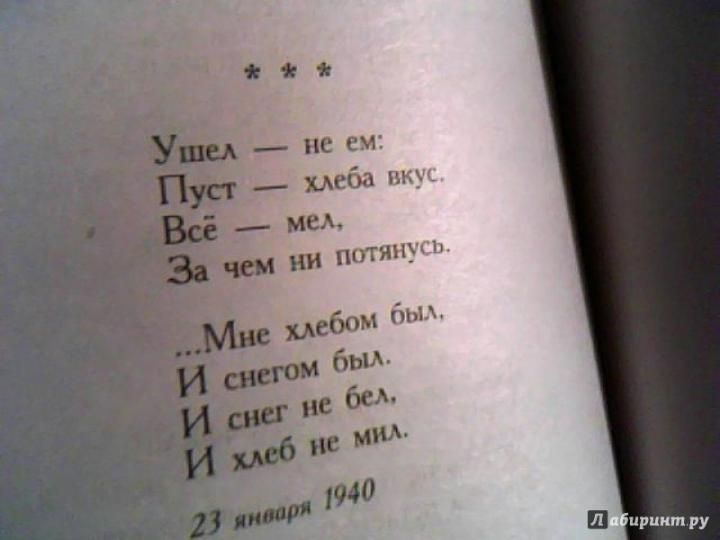 * * *
Ушел — не ем:
Пуст — хлеба вкус.
Всё — мел,
За чем ни потянусь.
...Мне хлебом был,
И снегом был.
И снег не бел,
И хлеб не мил.
23 января 1940
Лабиринт.ру